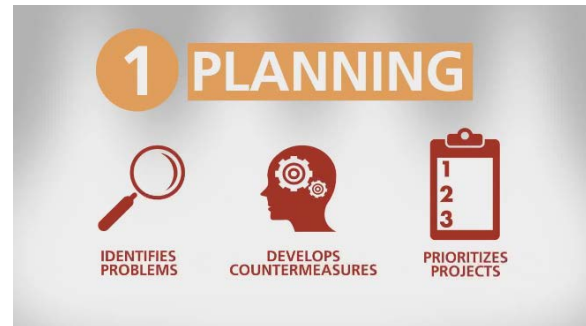 1 PLANNING
1
2
3
IDENTIFIES
PROBLEMS
DEVELOPS
COUNTERMEASURES
PRIORITIZES
PROJECTS